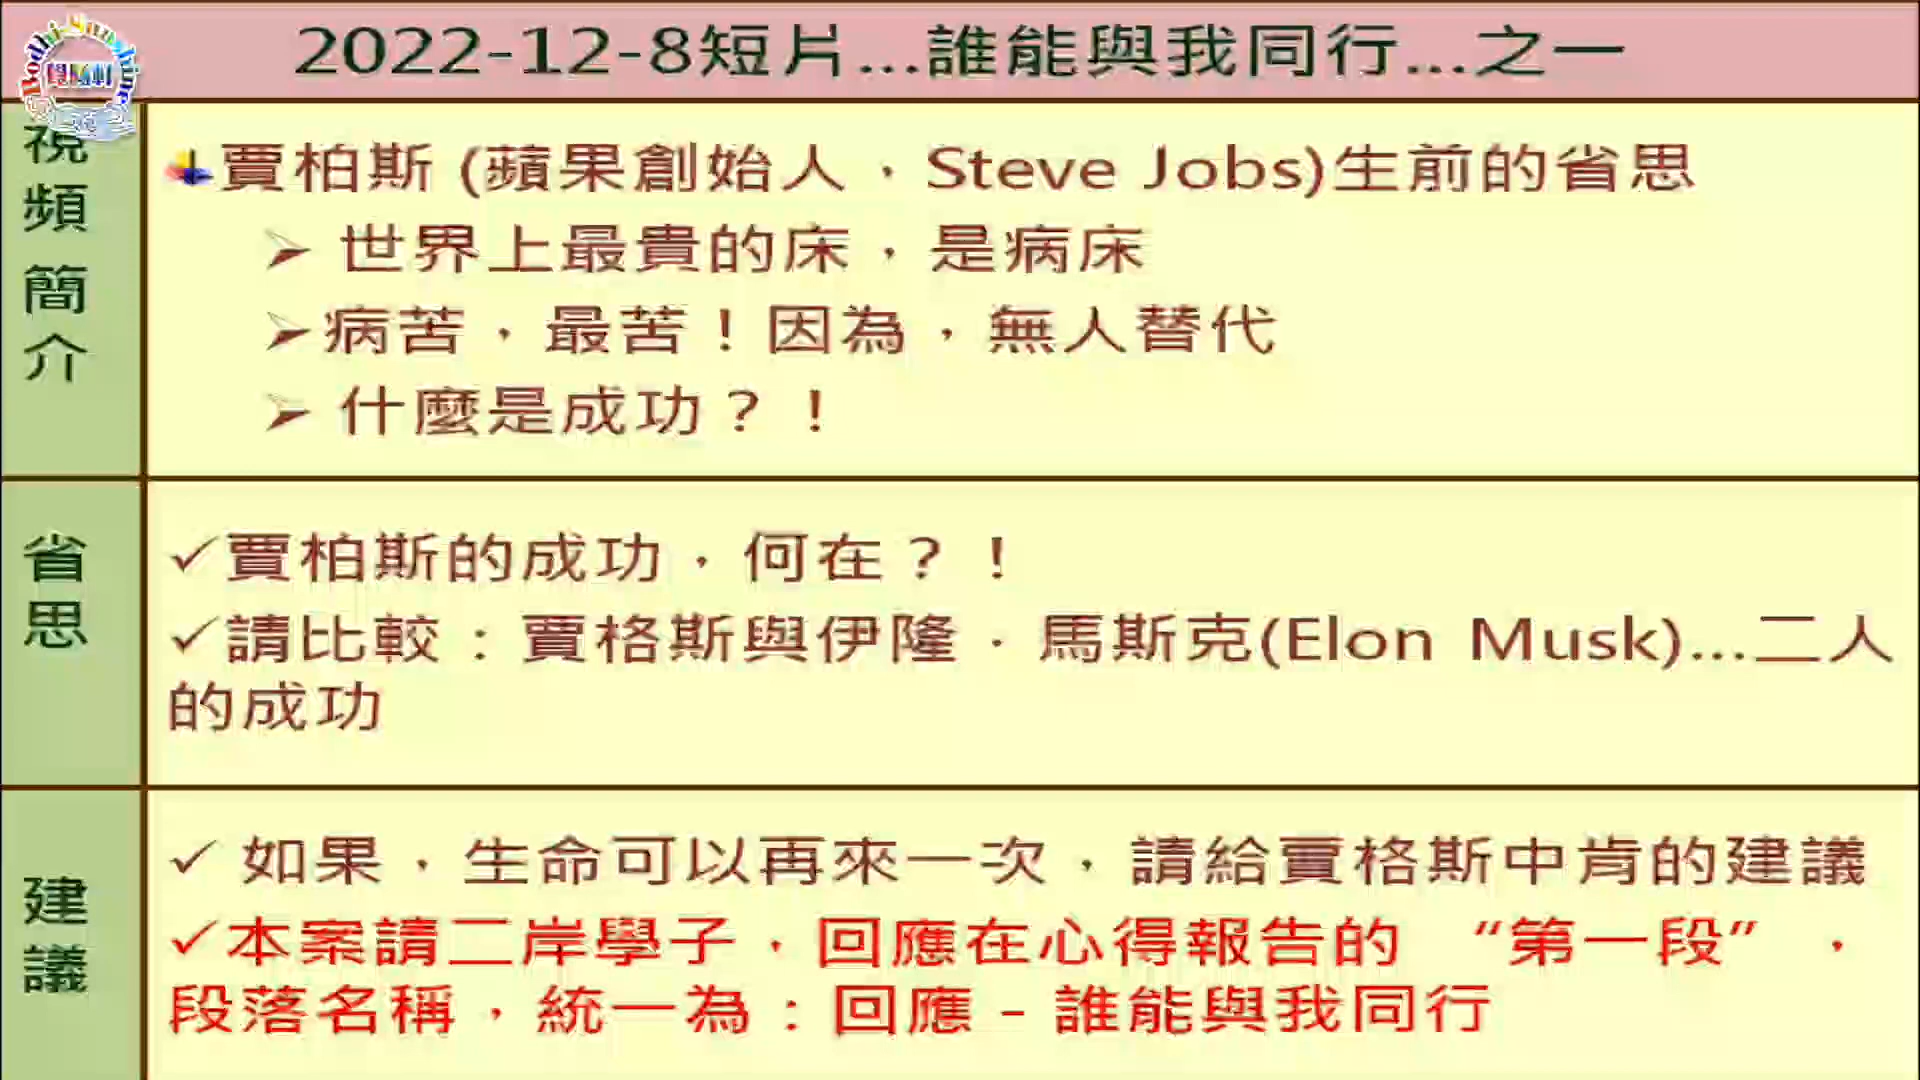 2022-12-8短片...誰能與我同行...之一
視頻簡介
賈柏斯 (蘋果創始人，Steve Jobs)生前的省思
世界上最貴的床，是病床
病苦，最苦！因為，無人替代
什麼是成功？！
省思
賈柏斯的成功，何在？！
請比較：賈格斯與伊隆．馬斯克(Elon Musk)...二人
的成功
建議
如果，生命可以再來一次，請給賈格斯中肯的建議
本案請二岸學子，回應在心得報告的 “第一段” ，
段落名稱，統一為：回應－誰能與我同行